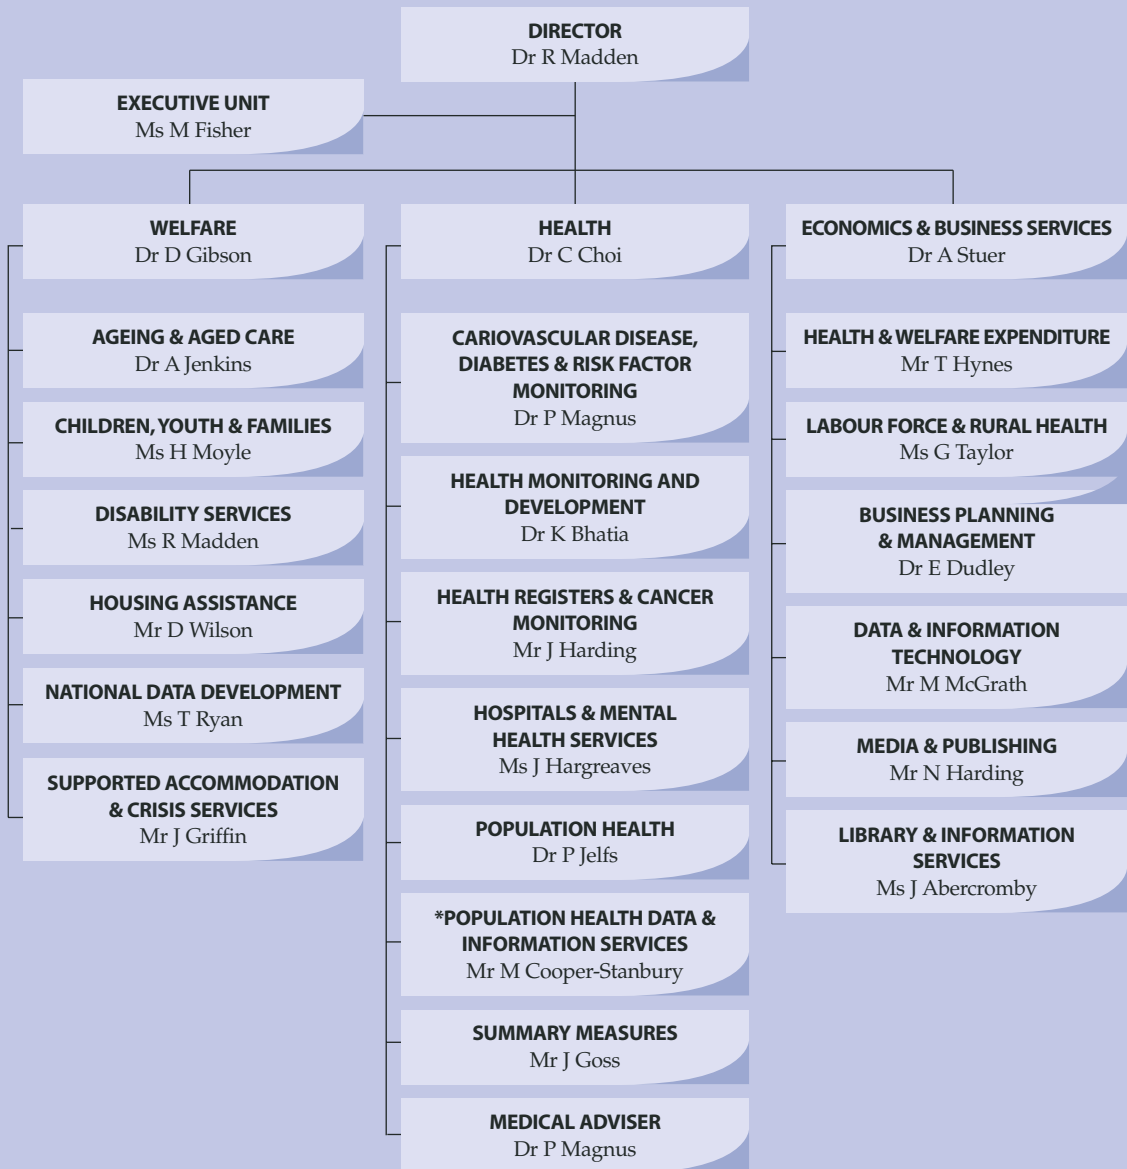 DIRECTOR
Dr R Madden
EXECUTIVE UNIT
Ms M Fisher
WELFARE
Dr D Gibson
AGEING & AGED CARE
Dr A Jenkins
CHILDREN, YOUTH & FAMILIES
Ms H Moyle
DISABILITY SERVICES
Ms R Madden
HOUSING ASSISTANCE
Mr D Wilson
NATIONAL DATA DEVELOPMENT
Ms T Ryan
SUPPORTED ACCOMMODATION
& CRISIS SERVICES
Mr J Griffin
HEALTH
Dr C Choi
CARIOVASCULAR DISEASE,
DIABETES & RISK FACTOR
MONITORING
Dr P Magnus
HEALTH MONITORING AND
DEVELOPMENT
Dr K Bhatia
HEALTH REGISTERS & CANCER
MONITORING
Mr J Harding
HOSPITALS & MENTAL
HEALTH SERVICES
Ms J Hargreaves
POPULATION HEALTH
Dr P Jelfs
*POPULATION HEALTH DATA &
INFORMATION SERVICES
Mr M Cooper-Stanbury
SUMMARY MEASURES
Mr J Goss
MEDICAL ADVISER
Dr P Magnus
ECONOMICS & BUSINESS SERVICES
Dr A Stuer
HEALTH & WELFARE EXPENDITURE
Mr T Hynes
LABOUR FORCE & RURAL HEALTH
Ms G Taylor
BUSINESS PLANNING
& MANAGEMENT
Dr E Dudley
DATA & INFORMATION
TECHNOLOGY
Mr M McGrath
MEDIA & PUBLISHING
Mr N Harding
LIBRARY & INFORMATION
SERVICES
Ms J Abercromby